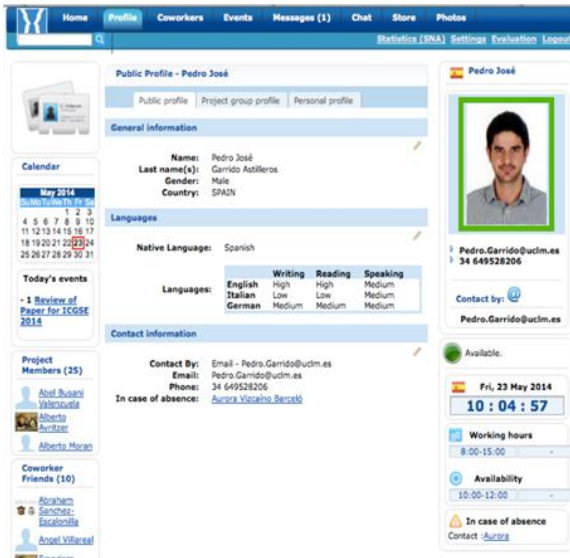 Home Profile Coworkers Events Messages (1) Chat Store Photos
Statistics (SNA) Settings Evaluation Logout
Calendar
May 2014
Su Mo Tu We Th Fr Sa
1 2 3
4 5 6 7 8 9 10
11 12 13 14 15 16 17
18 19 20 21 22 23 24
25 26 27 28 29 30 31
Today's events
- 1 Review of
Paper for ICGSE
2014
Project
Members (25)
Abel Busani
Valenzuela
Alberto
Avritzer
Alberto Moran
Coworker
Friends (10)
Abraham
Sanchez-
Escalonilla
Angel Villareal
Public Profile - Pedro José
Public profile Project group profile Personal profile
General information
Name: Pedro José
Last name(s): Garrido Astilleros
Gender: Male
Country: SPAIN
Languages
Native Language: Spanish
Writing Reading Speaking
Languages:
English High High Medium
Italian Low Low Medium
German Medium Medium Medium
Contact information
Contact By: Email - Pedro.Garrido@uclm.es
Email: Pedro.Garrido@uclm.es
Phone: 34 649528206
In case of absence: Aurora Vizcaíno Barceló
Pedro José
Pedro.Garrido@uclm.es
34 649528206
Contact by: @
Pedro.Garrido@uclm.es
Available.
Fri, 23 May 2014
10 : 04 : 57
Working hours
8:00-15:00 -
Availability
10:00-12:00 -
In case of absence
Contact :Aurora